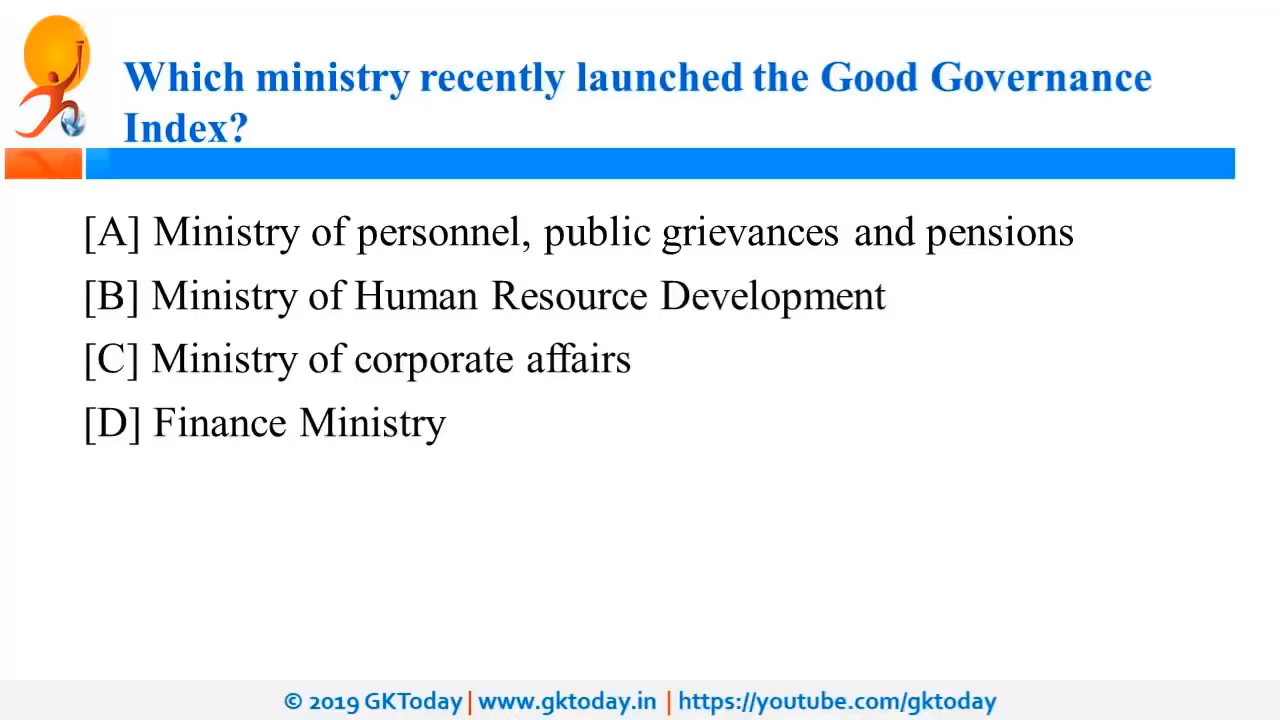 Which ministry recently launched the Good Governance
Index?
[A] Ministry of personnel, public grievances and pensions
[B] Ministry of Human Resource Development
[C] Ministry of corporate affairs
[D] Finance Ministry
© 2019 GKToday | www.gktoday.in | https://youtube.com/gktoday